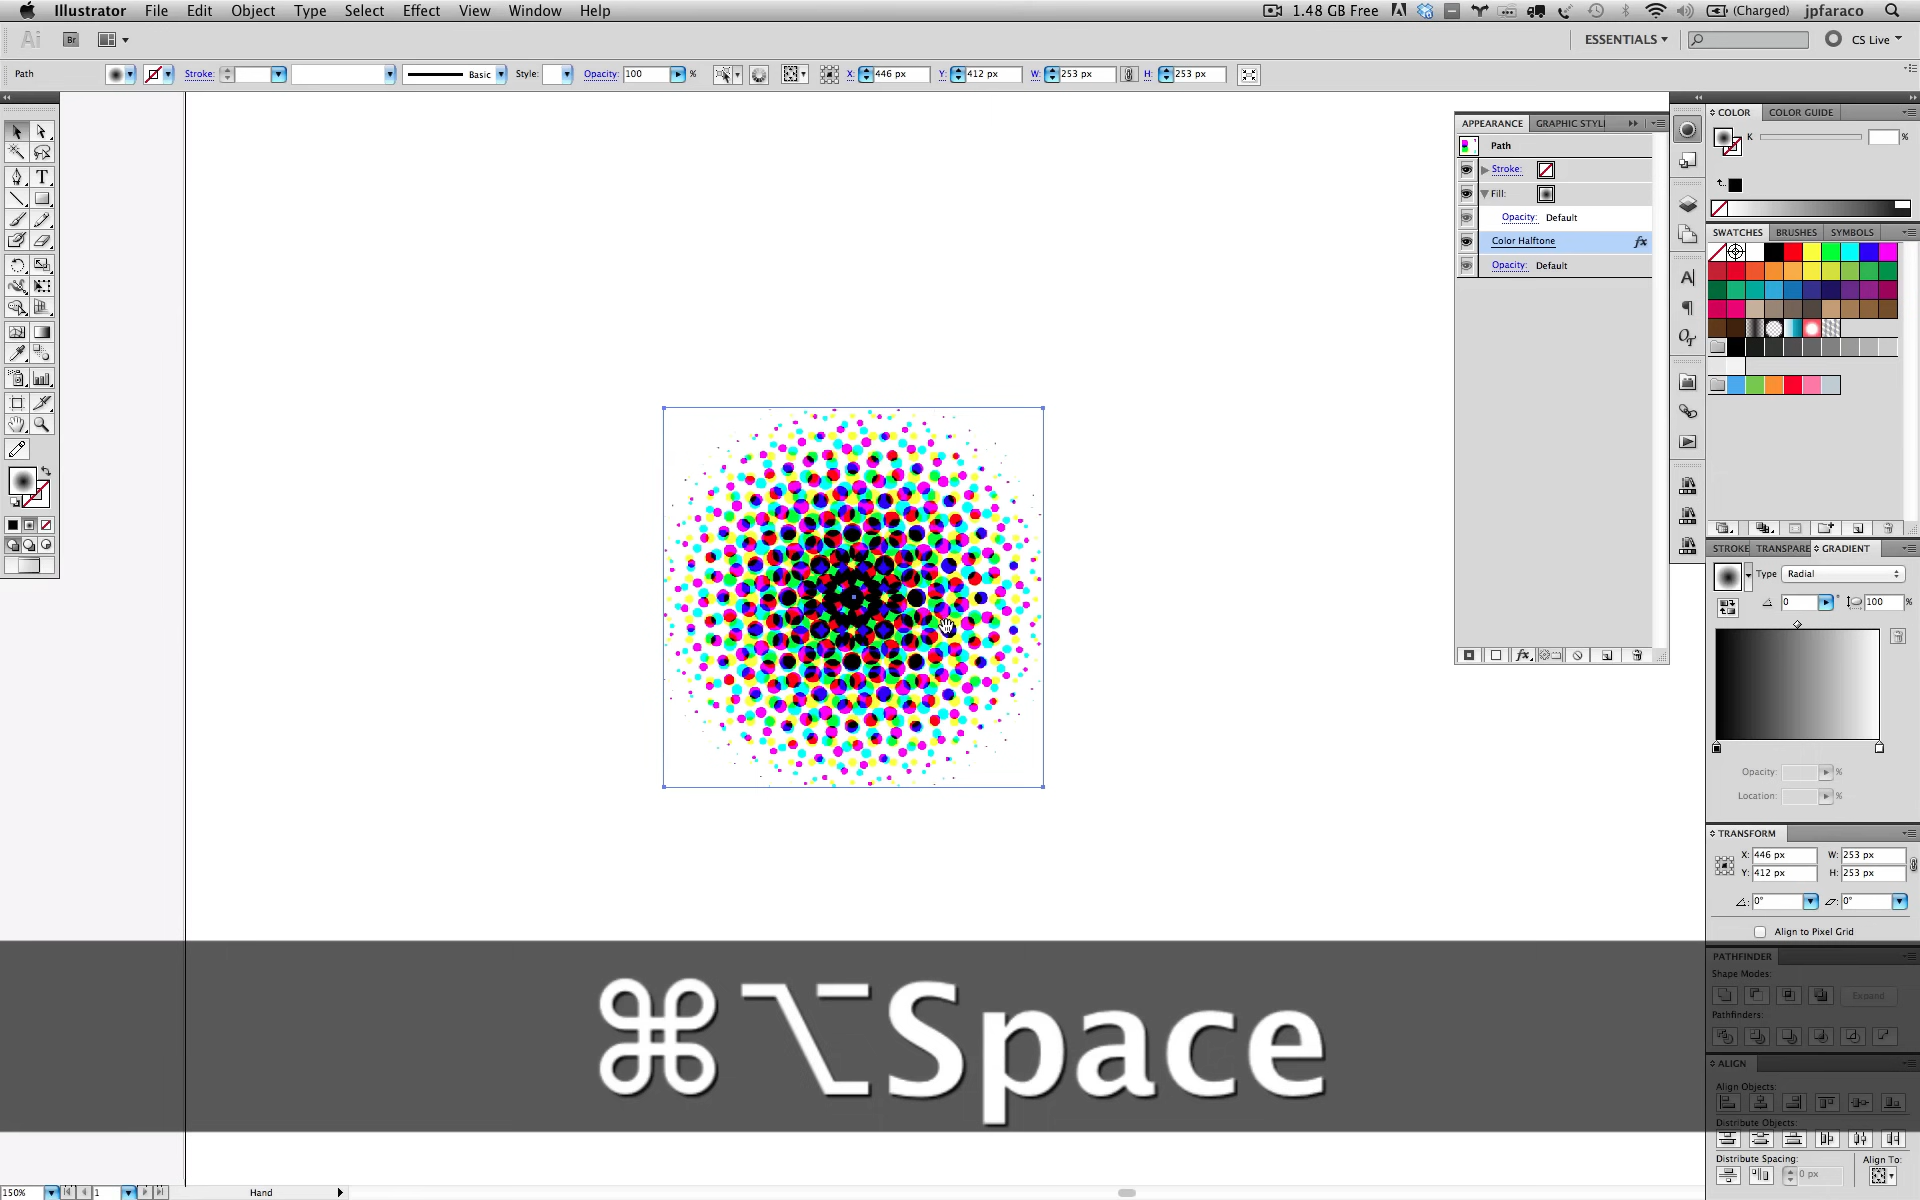 Illustrator File Edit Object Type Select Effect View Window Help 1.48 GB Free (Charged) jpfaraco
Ai Br ESSENTIALS CS Live
Path Stroke: Basic Style: Opacity: 100 % X: 446 px Y: 412 px W: 253 px H: 253 px
APPEARANCE GRAPHIC STYL
Path
Stroke:
Fill:
Opacity: Default
Color Halftone fx
Opacity: Default
fx
COLOR COLOR GUIDE
K %
SWATCHES BRUSHES SYMBOLS
STROKE TRANSPARE GRADIENT
Type Radial
0 ° 100 %
Opacity: %
Location: %
TRANSFORM
X: 446 px W: 253 px
Y: 412 px H: 253 px
0° 0°
Align to Pixel Grid
PATHFINDER
Shape Modes:
Expand
Pathfinders:
ALIGN
Align Objects:
Distribute Objects:
Distribute Spacing: Align To:
0 px
⌘⌥Space
150% 1 Hand